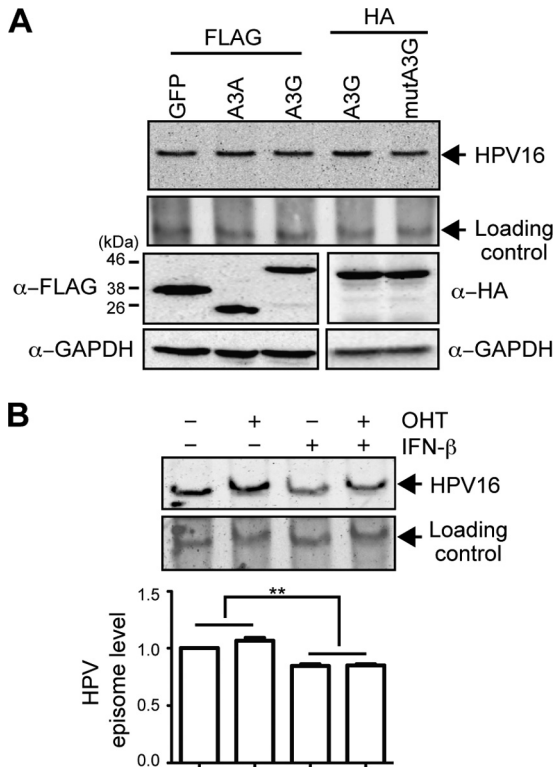 A
FLAG
HA
GFP
A3A
A3G
A3G
mutA3G
HPV16
Loading
control
(kDa)
46
38
26
α–FLAG
α–HA
α–GAPDH
α–GAPDH
B
– + – + OHT
– – + + IFN-β
HPV16
Loading
control
HPV
episome level
1.5
1.0
0.5
0.0
**